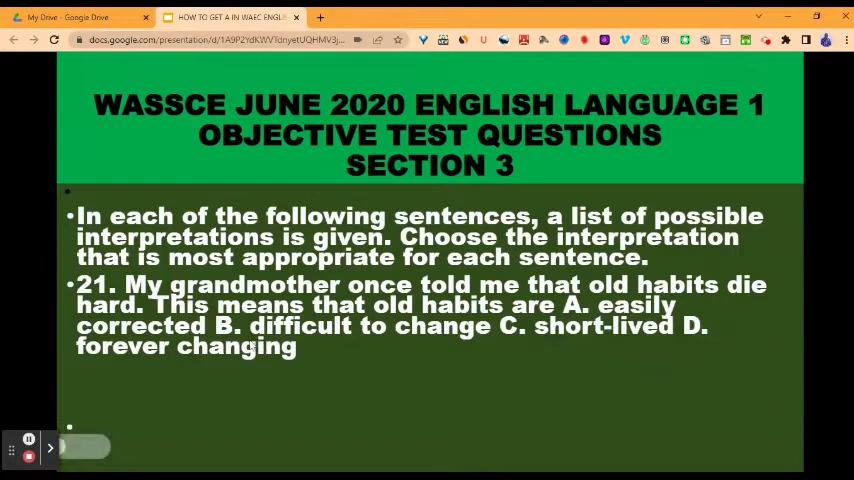 My Drive - Google Drive
HOW TO GET A IN WAEC ENGLIS
docs.google.com/presentation/d/1A9P2YdKWVTdnyetUQHMV3j...
WASSCE JUNE 2020 ENGLISH LANGUAGE 1
OBJECTIVE TEST QUESTIONS
SECTION 3
•In each of the following sentences, a list of possible
interpretations is given. Choose the interpretation
that is most appropriate for each sentence.
•21. My grandmother once told me that old habits die
hard. This means that old habits are A. easily
corrected B. difficult to change C. short-lived D.
forever changing